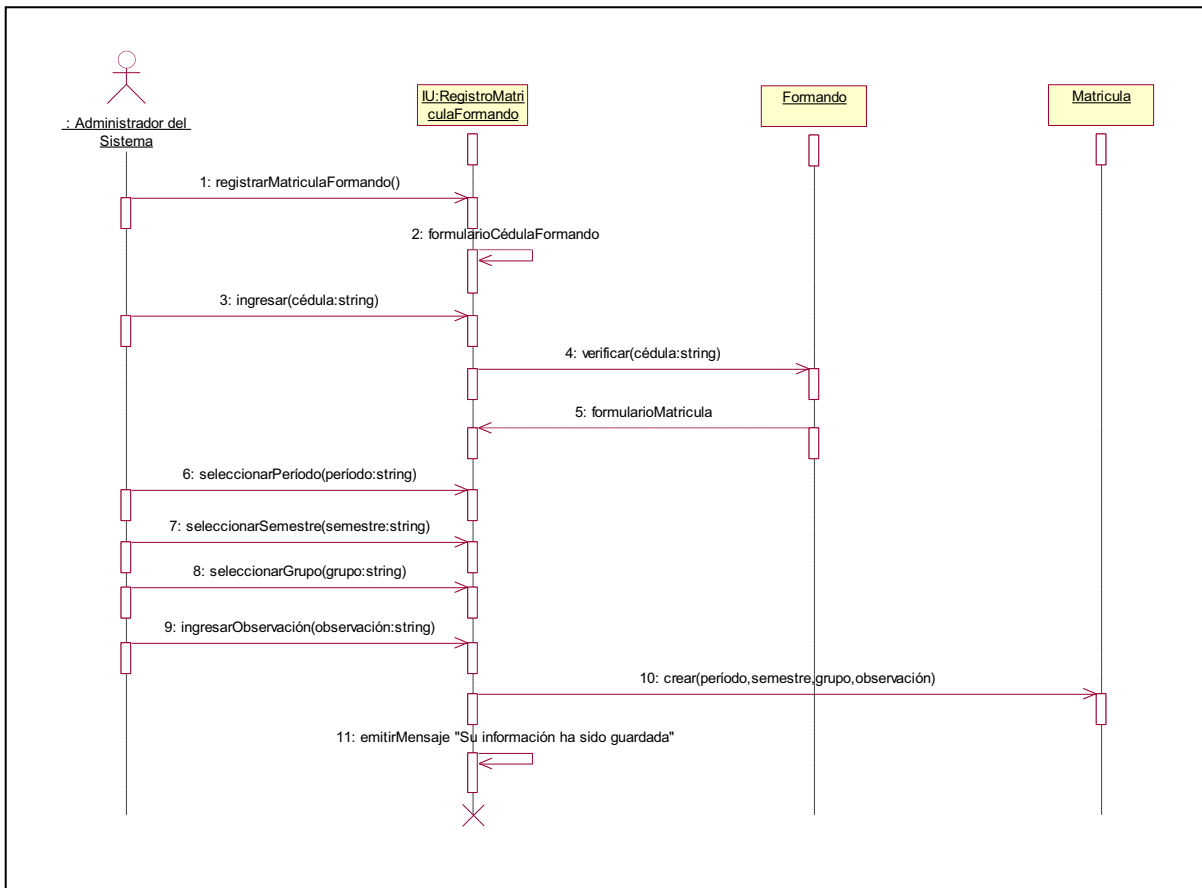 : Administrador del
Sistema
IU:RegistroMatri
culaFormando
Formando
Matricula
1: registrarMatriculaFormando()
2: formularioCédulaFormando
3: ingresar(cédula:string)
4: verificar(cédula:string)
5: formularioMatricula
6: seleccionarPeríodo(período:string)
7: seleccionarSemestre(semestre:string)
8: seleccionarGrupo(grupo:string)
9: ingresarObservación(observación:string)
10: crear(período,semestre,grupo,observación)
11: emitirMensaje "Su información ha sido guardada"